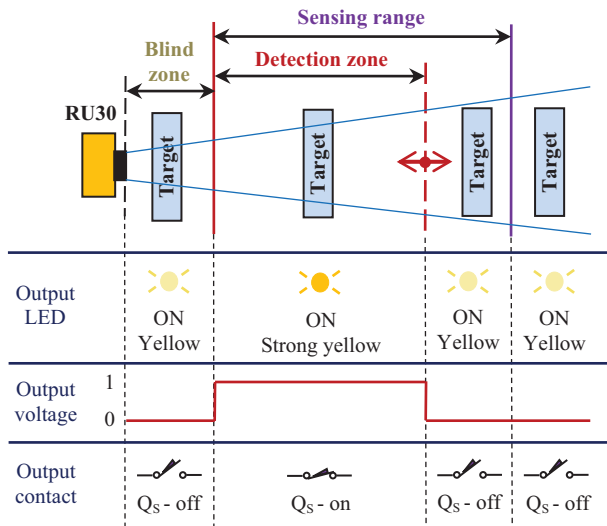 Sensing range
Blind
zone
Detection zone
RU30
Target
Target
Target
Target
Output
LED
ON
Yellow
ON
Strong yellow
ON
Yellow
ON
Yellow
Output
voltage
1
0
Output
contact
QS - off
QS - on
QS - off
QS - off